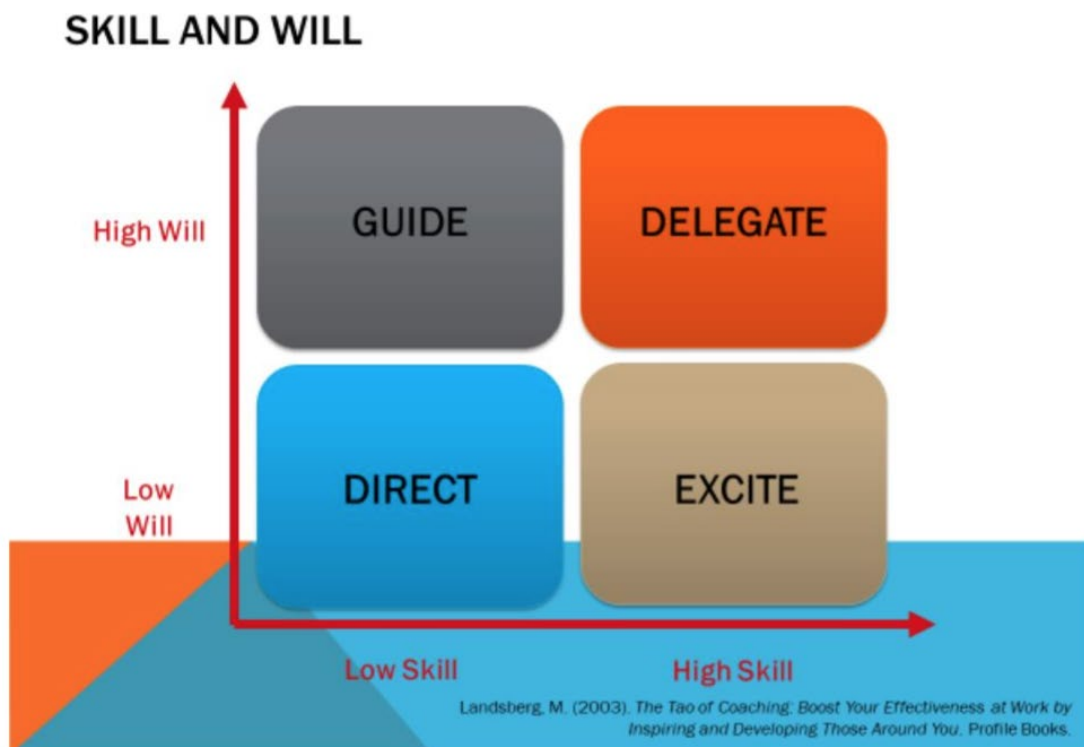 SKILL AND WILL
High Will
GUIDE
DELEGATE
Low
Will
DIRECT
EXCITE
Low Skill
High Skill
Landsberg, M. (2003). The Tao of Coaching: Boost Your Effectiveness at Work by
Inspiring and Developing Those Around You. Profile Books.